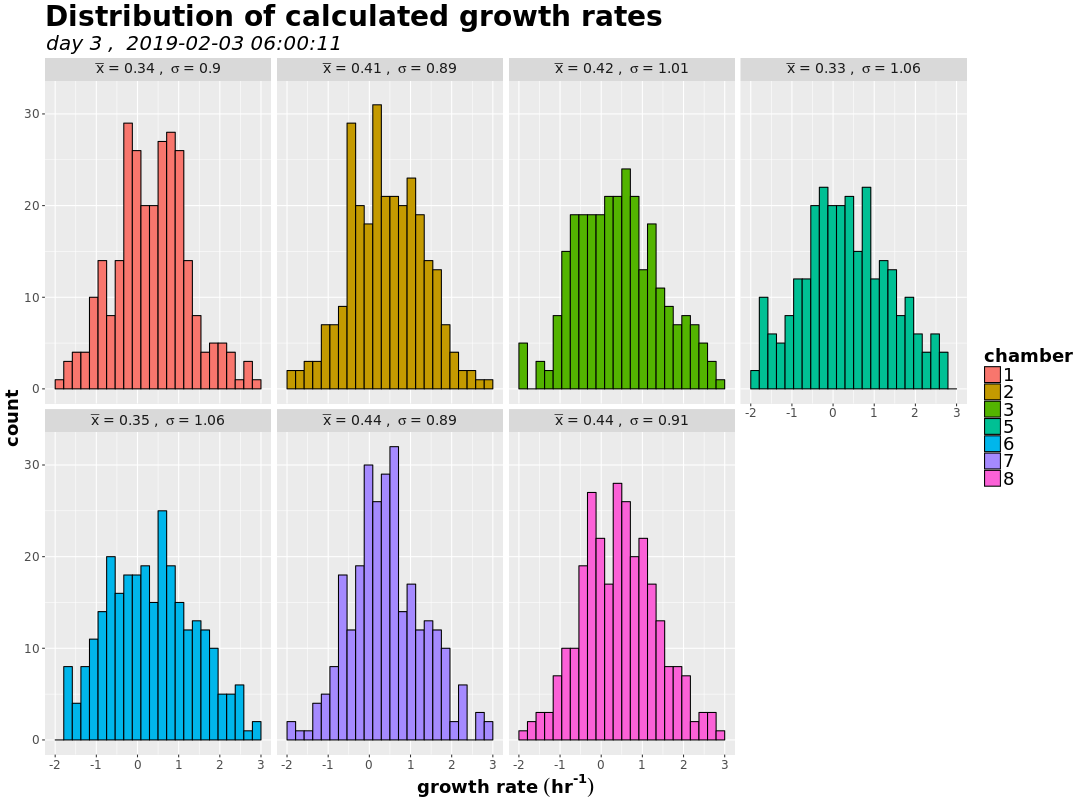 Distribution of calculated growth rates
day 3 , 2019-02-03 06:00:11
x̅ = 0.34 , σ = 0.9
x̅ = 0.41 , σ = 0.89
x̅ = 0.42 , σ = 1.01
x̅ = 0.33 , σ = 1.06
30
20
10
0
-2 -1 0 1 2 3
x̅ = 0.35 , σ = 1.06
x̅ = 0.44 , σ = 0.89
x̅ = 0.44 , σ = 0.91
30
20
10
0
-2 -1 0 1 2 3
-2 -1 0 1 2 3
-2 -1 0 1 2 3
count
growth rate (hr⁻¹)
chamber
1
2
3
5
6
7
8